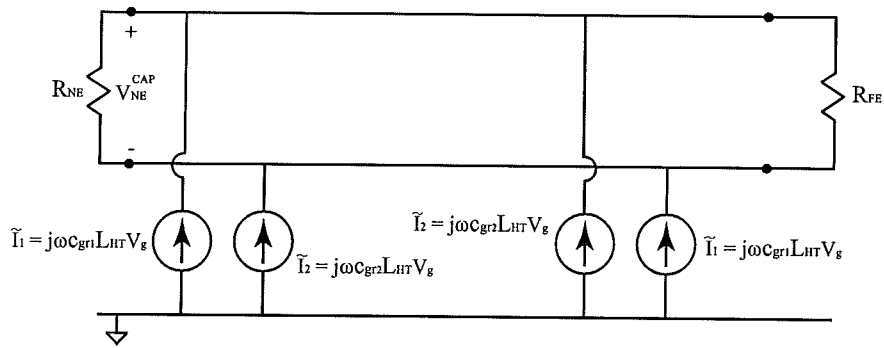 +
R_NE
V_NE^CAP
R_FE
-
Ĩ₁ = jωc_gr1 L_HT V_g
Ĩ₂ = jωc_gr2 L_HT V_g
Ĩ₂ = jωc_gr2 L_HT V_g
Ĩ₁ = jωc_gr1 L_HT V_g